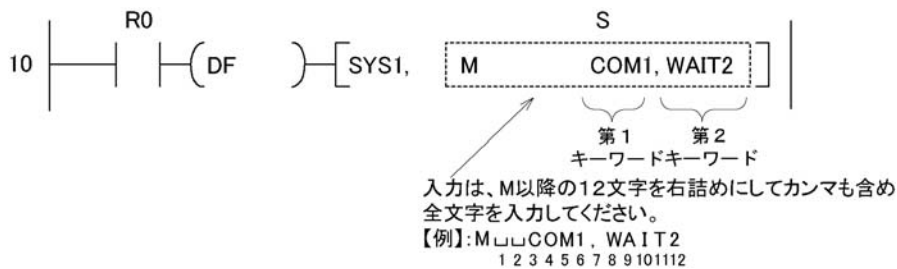 R0
S
10
DF
SYS1,
M COM1, WAIT2
第1 第2
キーワードキーワード
入力は、M以降の12文字を右詰めにしてカンマも含め
全文字を入力してください。
【例】:M␣␣COM1, WAIT2
1 2 3 4 5 6 7 8 9 10 11 12